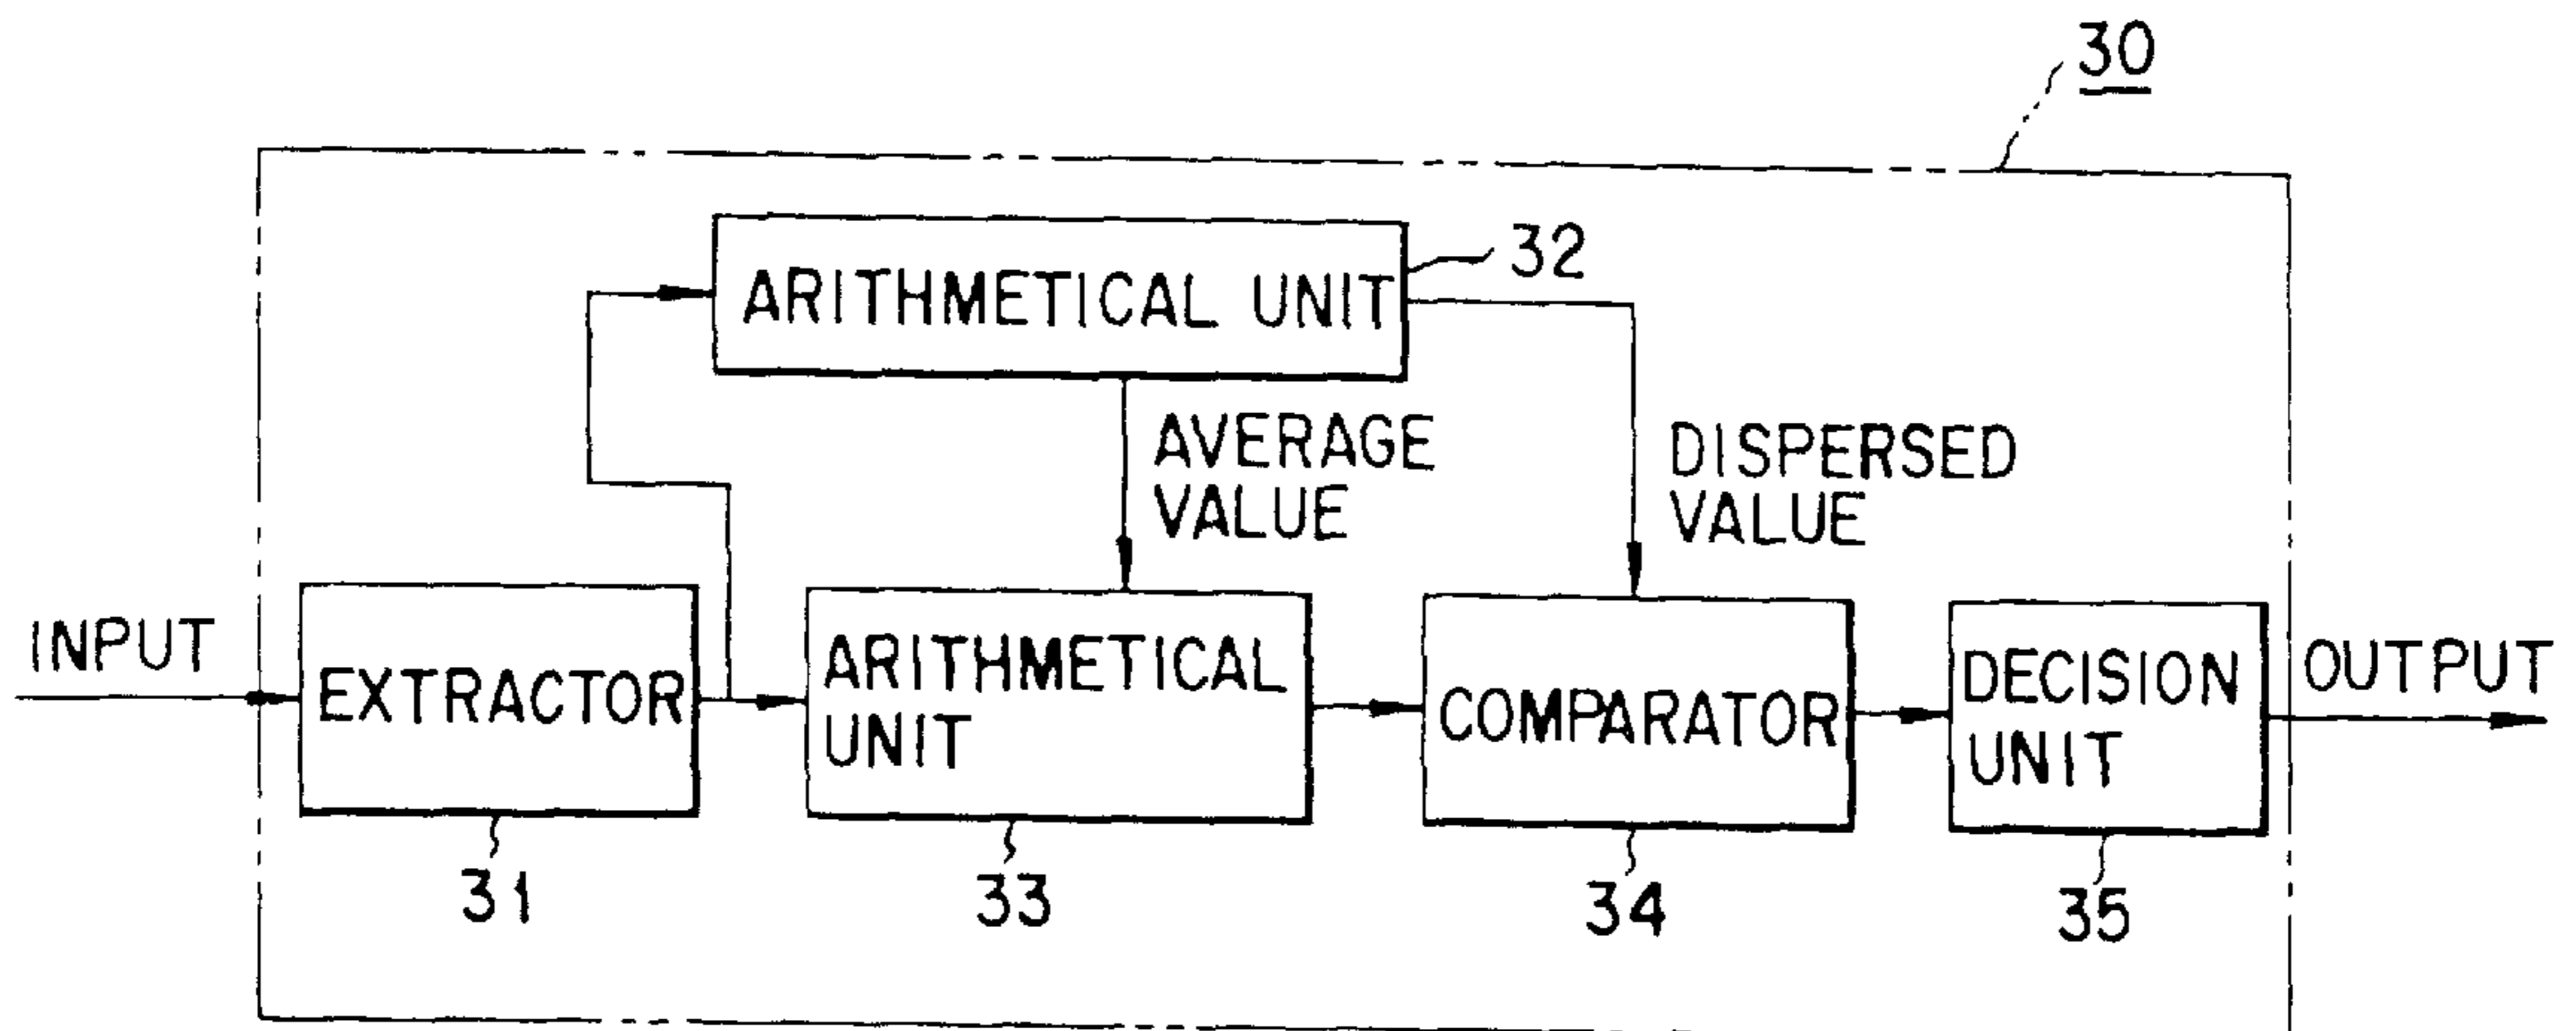 30
ARITHMETICAL UNIT
32
AVERAGE
VALUE
DISPERSED
VALUE
INPUT
EXTRACTOR
ARITHMETICAL
UNIT
COMPARATOR
DECISION
UNIT
OUTPUT
31
33
34
35